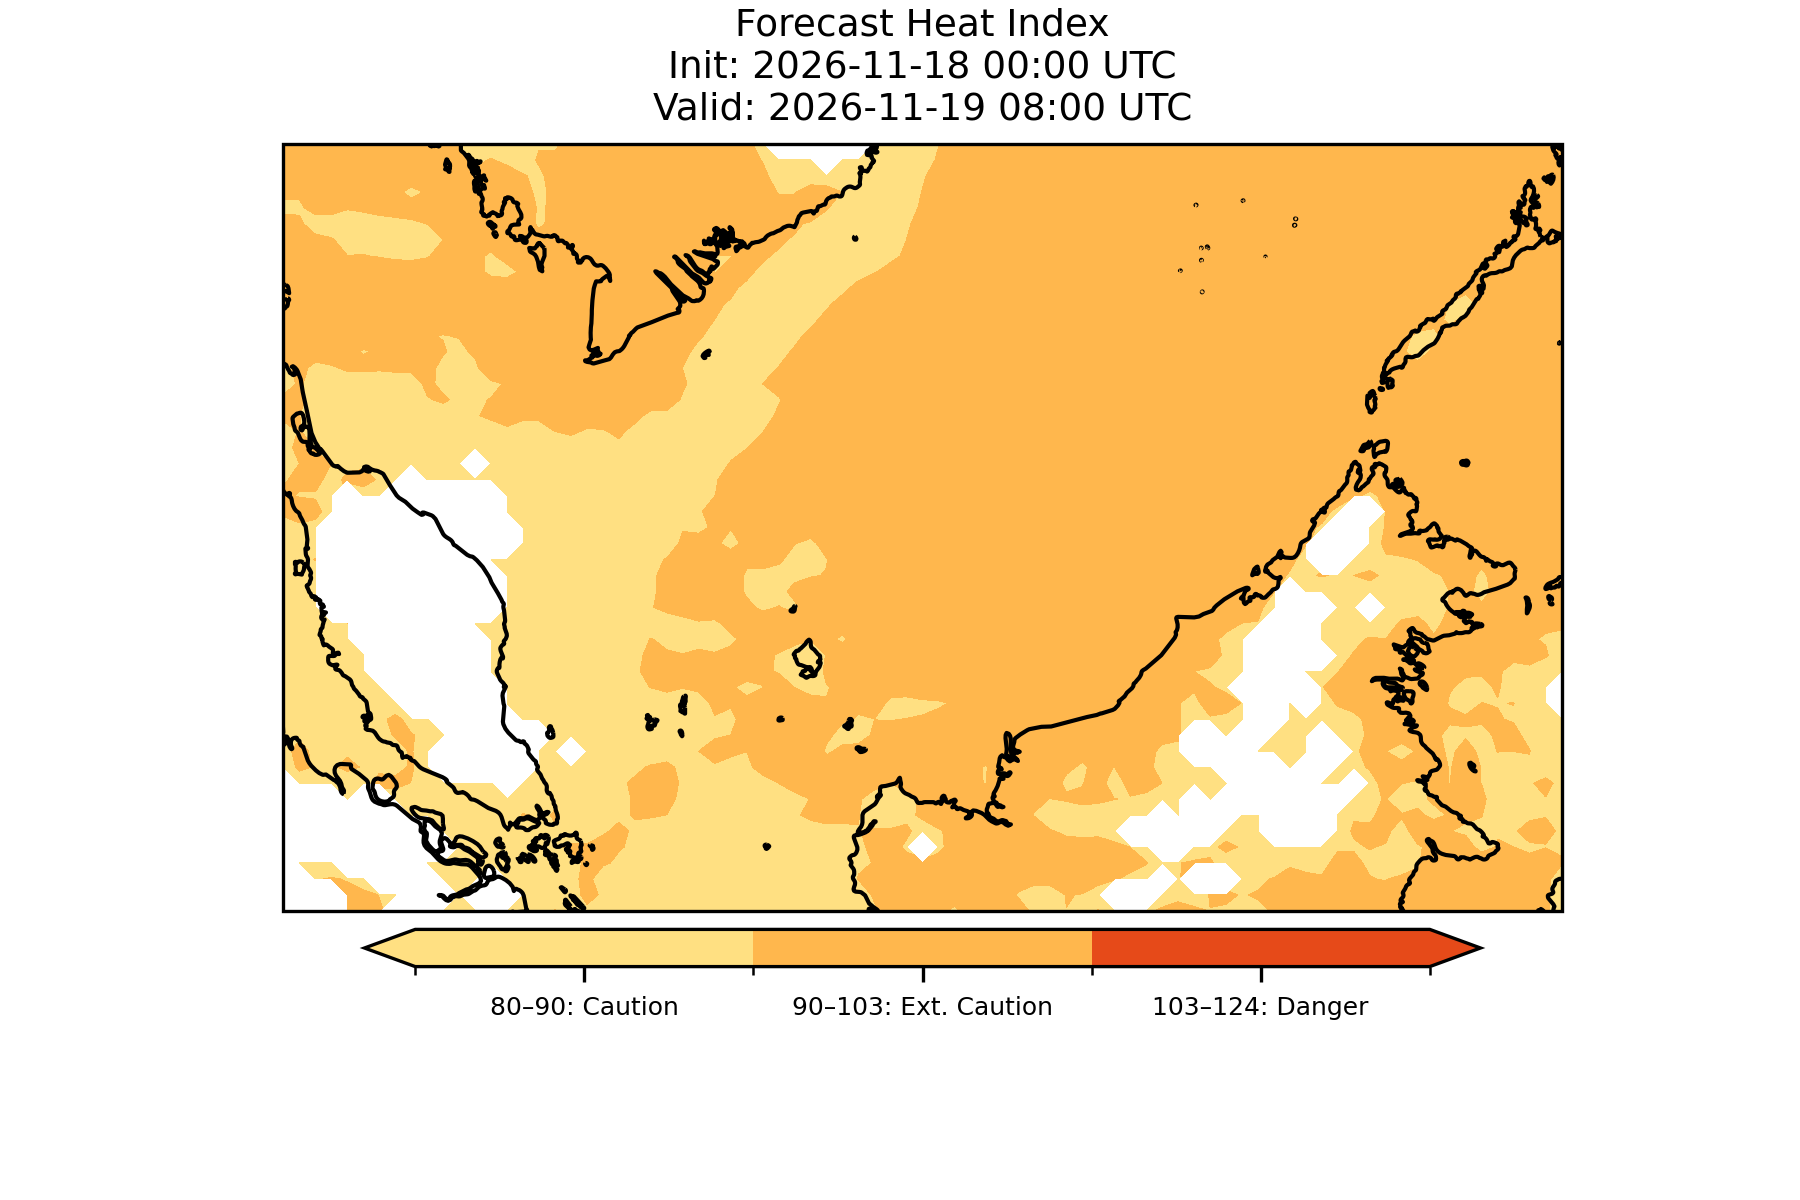 Forecast Heat Index
Init: 2026-11-18 00:00 UTC
Valid: 2026-11-19 08:00 UTC
80–90: Caution
90–103: Ext. Caution
103–124: Danger